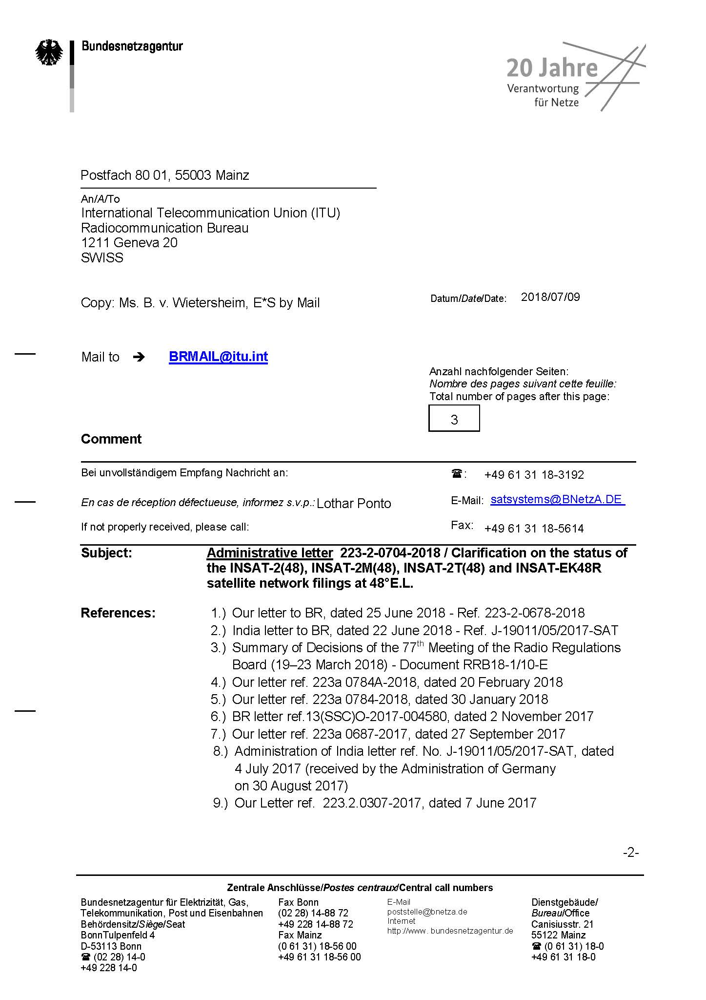 Bundesnetzagentur
20 Jahre
Verantwortung
für Netze
Postfach 80 01, 55003 Mainz
An/A/To
International Telecommunication Union (ITU)
Radiocommunication Bureau
1211 Geneva 20
SWISS
Copy: Ms. B. v. Wietersheim, E*S by Mail
Datum/Date/Date: 2018/07/09
Mail to ➔ BRMAIL@itu.int
Anzahl nachfolgender Seiten:
Nombre des pages suivant cette feuille:
Total number of pages after this page:
3
Comment
Bei unvollständigem Empfang Nachricht an:
☎: +49 61 31 18-3192
En cas de réception défectueuse, informez s.v.p.: Lothar Ponto
E-Mail: satsystems@BNetzA.DE
If not properly received, please call:
Fax: +49 61 31 18-5614
Subject: Administrative letter 223-2-0704-2018 / Clarification on the status of
the INSAT-2(48), INSAT-2M(48), INSAT-2T(48) and INSAT-EK48R
satellite network filings at 48°E.L.
References: 1.) Our letter to BR, dated 25 June 2018 - Ref. 223-2-0678-2018
2.) India letter to BR, dated 22 June 2018 - Ref. J-19011/05/2017-SAT
3.) Summary of Decisions of the 77th Meeting of the Radio Regulations
Board (19–23 March 2018) - Document RRB18-1/10-E
4.) Our letter ref. 223a 0784A-2018, dated 20 February 2018
5.) Our letter ref. 223a 0784-2018, dated 30 January 2018
6.) BR letter ref.13(SSC)O-2017-004580, dated 2 November 2017
7.) Our letter ref. 223a 0687-2017, dated 27 September 2017
8.) Administration of India letter ref. No. J-19011/05/2017-SAT, dated
4 July 2017 (received by the Administration of Germany
on 30 August 2017)
9.) Our Letter ref. 223.2.0307-2017, dated 7 June 2017
-2-
Zentrale Anschlüsse/Postes centraux/Central call numbers
Bundesnetzagentur für Elektrizität, Gas,
Telekommunikation, Post und Eisenbahnen
Behördensitz/Siège/Seat
BonnTulpenfeld 4
D-53113 Bonn
☎ (02 28) 14-0
+49 228 14-0
Fax Bonn
(02 28) 14-88 72
+49 228 14-88 72
Fax Mainz
(0 61 31) 18-56 00
+49 61 31 18-56 00
E-Mail
poststelle@bnetza.de
Internet
http://www. bundesnetzagentur.de
Dienstgebäude/
Bureau/Office
Canisiusstr. 21
55122 Mainz
☎ (0 61 31) 18-0
+49 61 31 18-0